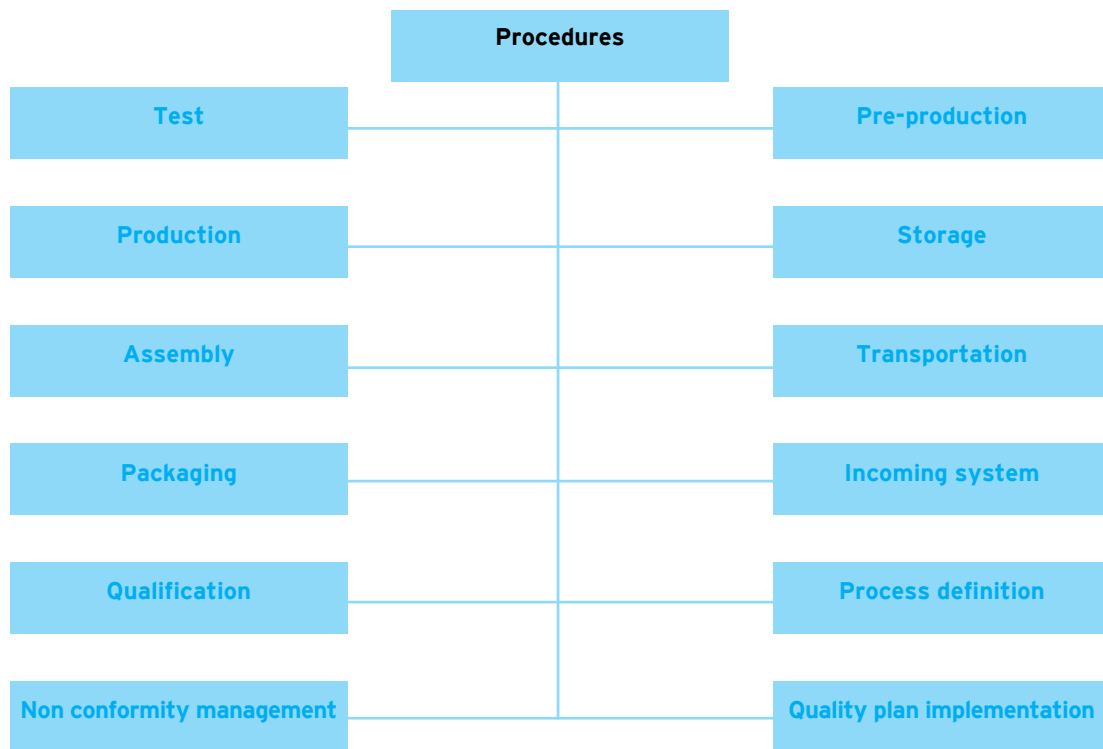 Procedures
Test
Pre-production
Production
Storage
Assembly
Transportation
Packaging
Incoming system
Qualification
Process definition
Non conformity management
Quality plan implementation